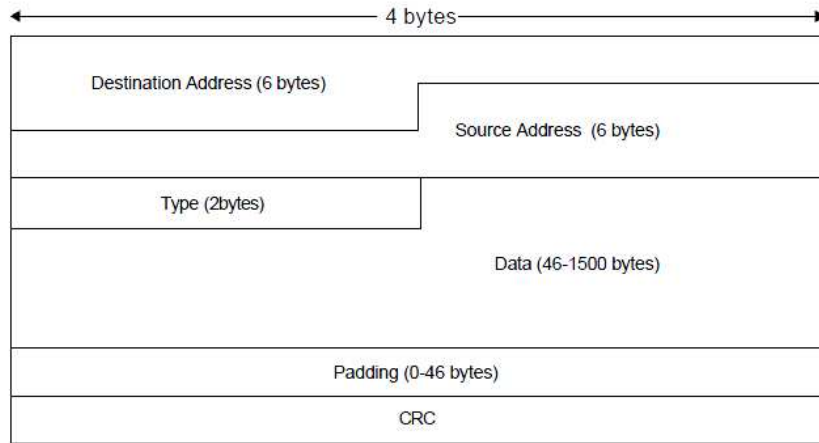 4 bytes
Destination Address (6 bytes)
Source Address (6 bytes)
Type (2bytes)
Data (46-1500 bytes)
Padding (0-46 bytes)
CRC